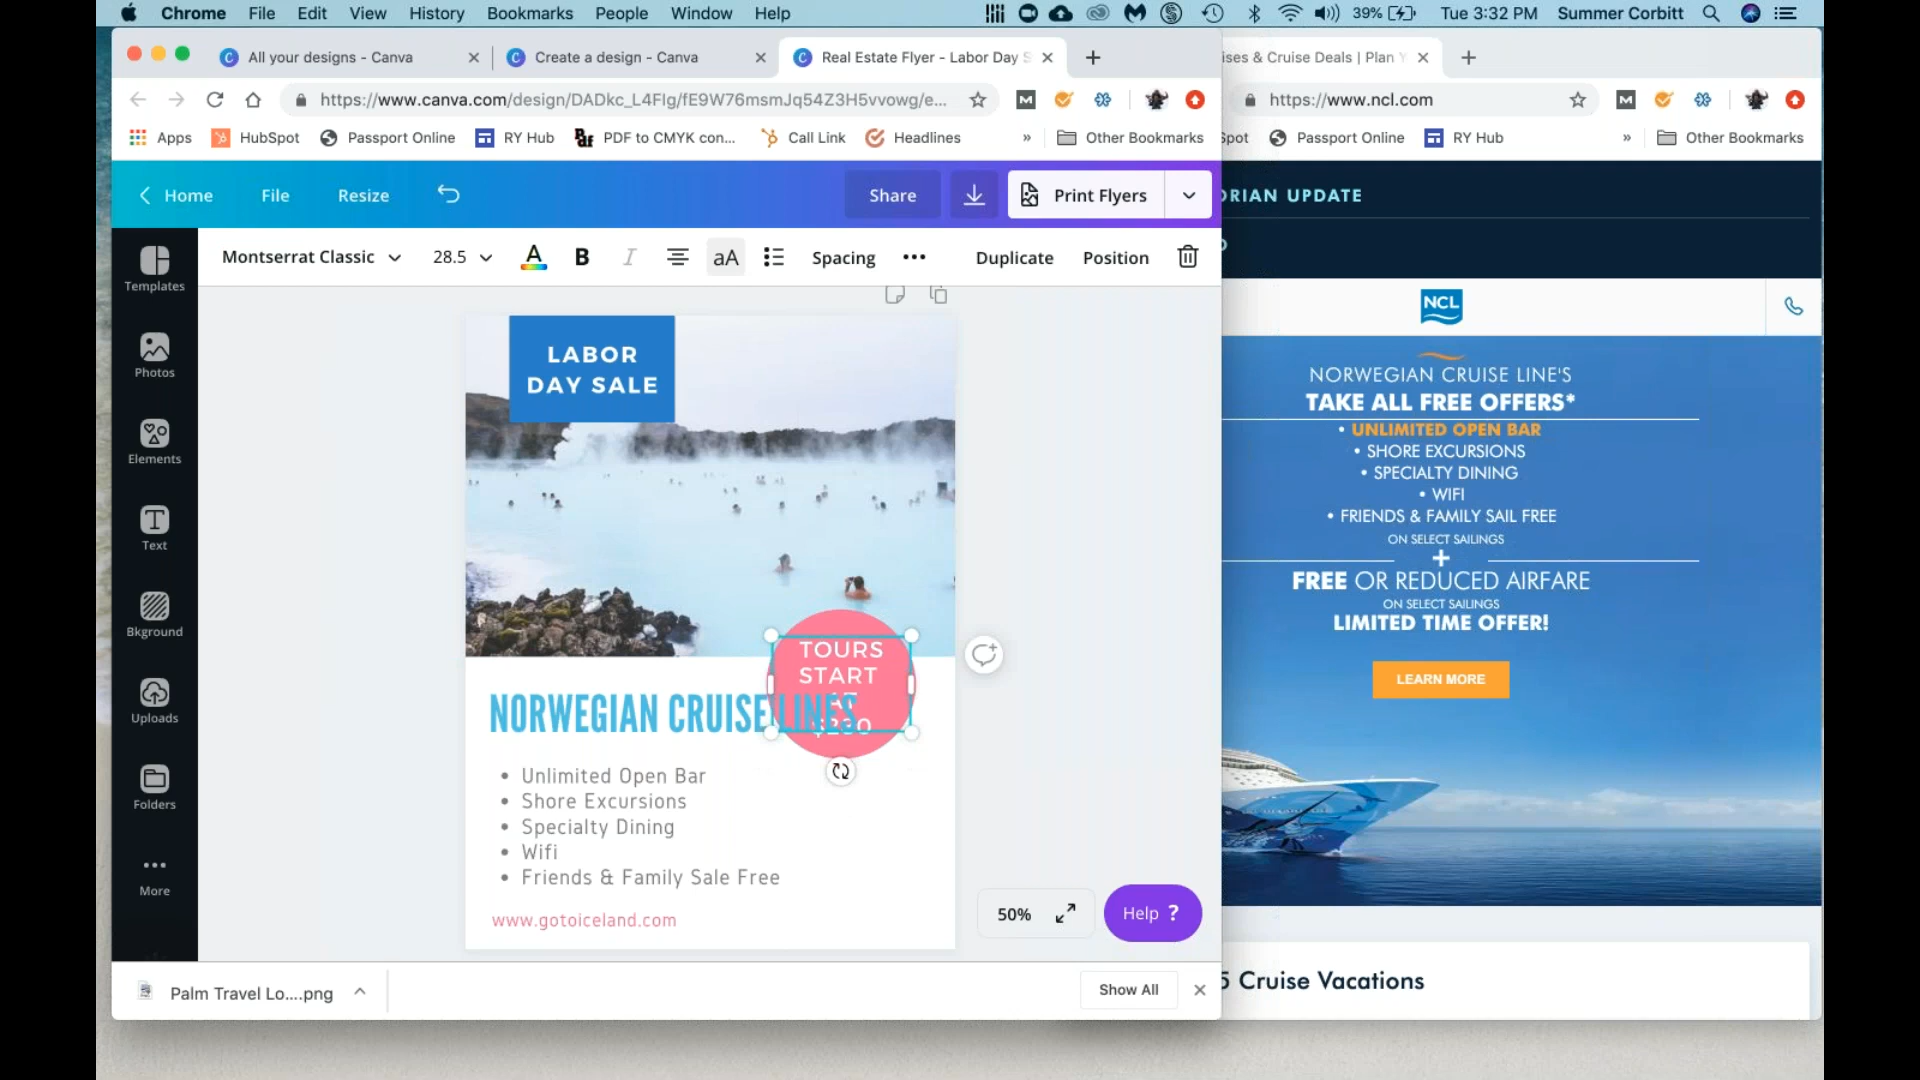 Chrome File Edit View History Bookmarks People Window Help 39% Tue 3:32 PM Summer Corbitt
All your designs - Canva Create a design - Canva Real Estate Flyer - Labor Day S
https://www.canva.com/design/DADkc_L4FIg/fE9W76msmJq54Z3H5vvowg/e...
Apps HubSpot Passport Online RY Hub PDF to CMYK con... Call Link Headlines » Other Bookmarks
Home File Resize Share Print Flyers
Montserrat Classic 28.5 A B I aA Spacing ••• Duplicate Position
Templates
Photos
Elements
Text
Bkground
Uploads
Folders
More
LABOR
DAY SALE
TOURS
START
AT
NORWEGIAN CRUISE LINES
• Unlimited Open Bar
• Shore Excursions
• Specialty Dining
• Wifi
• Friends & Family Sale Free
www.gotoiceland.com
50% Help ?
Palm Travel Lo....png Show All
ises & Cruise Deals | Plan Y
https://www.ncl.com
Spot Passport Online RY Hub » Other Bookmarks
ORIAN UPDATE
NCL
NORWEGIAN CRUISE LINE'S
TAKE ALL FREE OFFERS*
• UNLIMITED OPEN BAR
• SHORE EXCURSIONS
• SPECIALTY DINING
• WIFI
• FRIENDS & FAMILY SAIL FREE
ON SELECT SAILINGS
+
FREE OR REDUCED AIRFARE
ON SELECT SAILINGS
LIMITED TIME OFFER!
LEARN MORE
5 Cruise Vacations